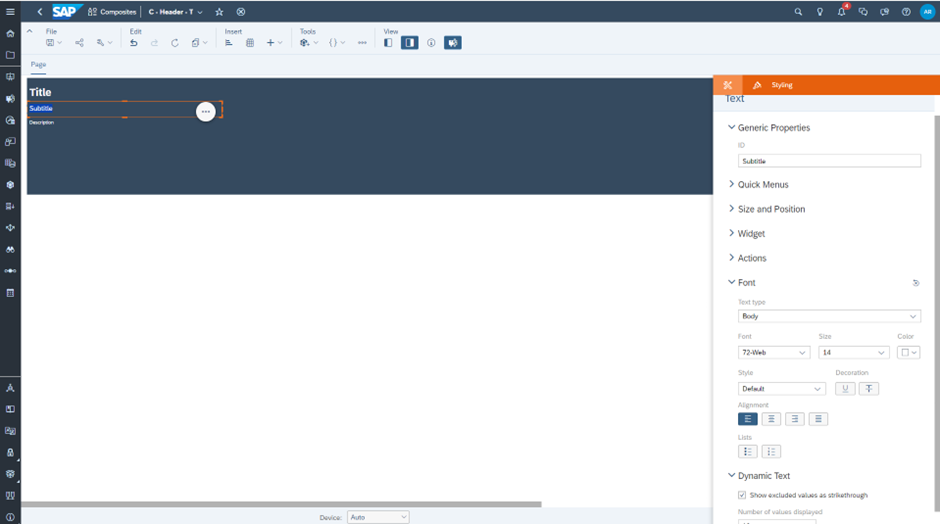 SAP Composites C - Header - T 4 AR
File Edit Insert Tools View
Page
Title
Subtitle
Description
Styling
Text
Generic Properties
ID
Subtitle
Quick Menus
Size and Position
Widget
Actions
Font
Text type
Body
Font Size Color
72-Web 14
Style Decoration
Default
Alignment
Lists
Dynamic Text
Show excluded values as strikethrough
Number of values displayed
Device: Auto